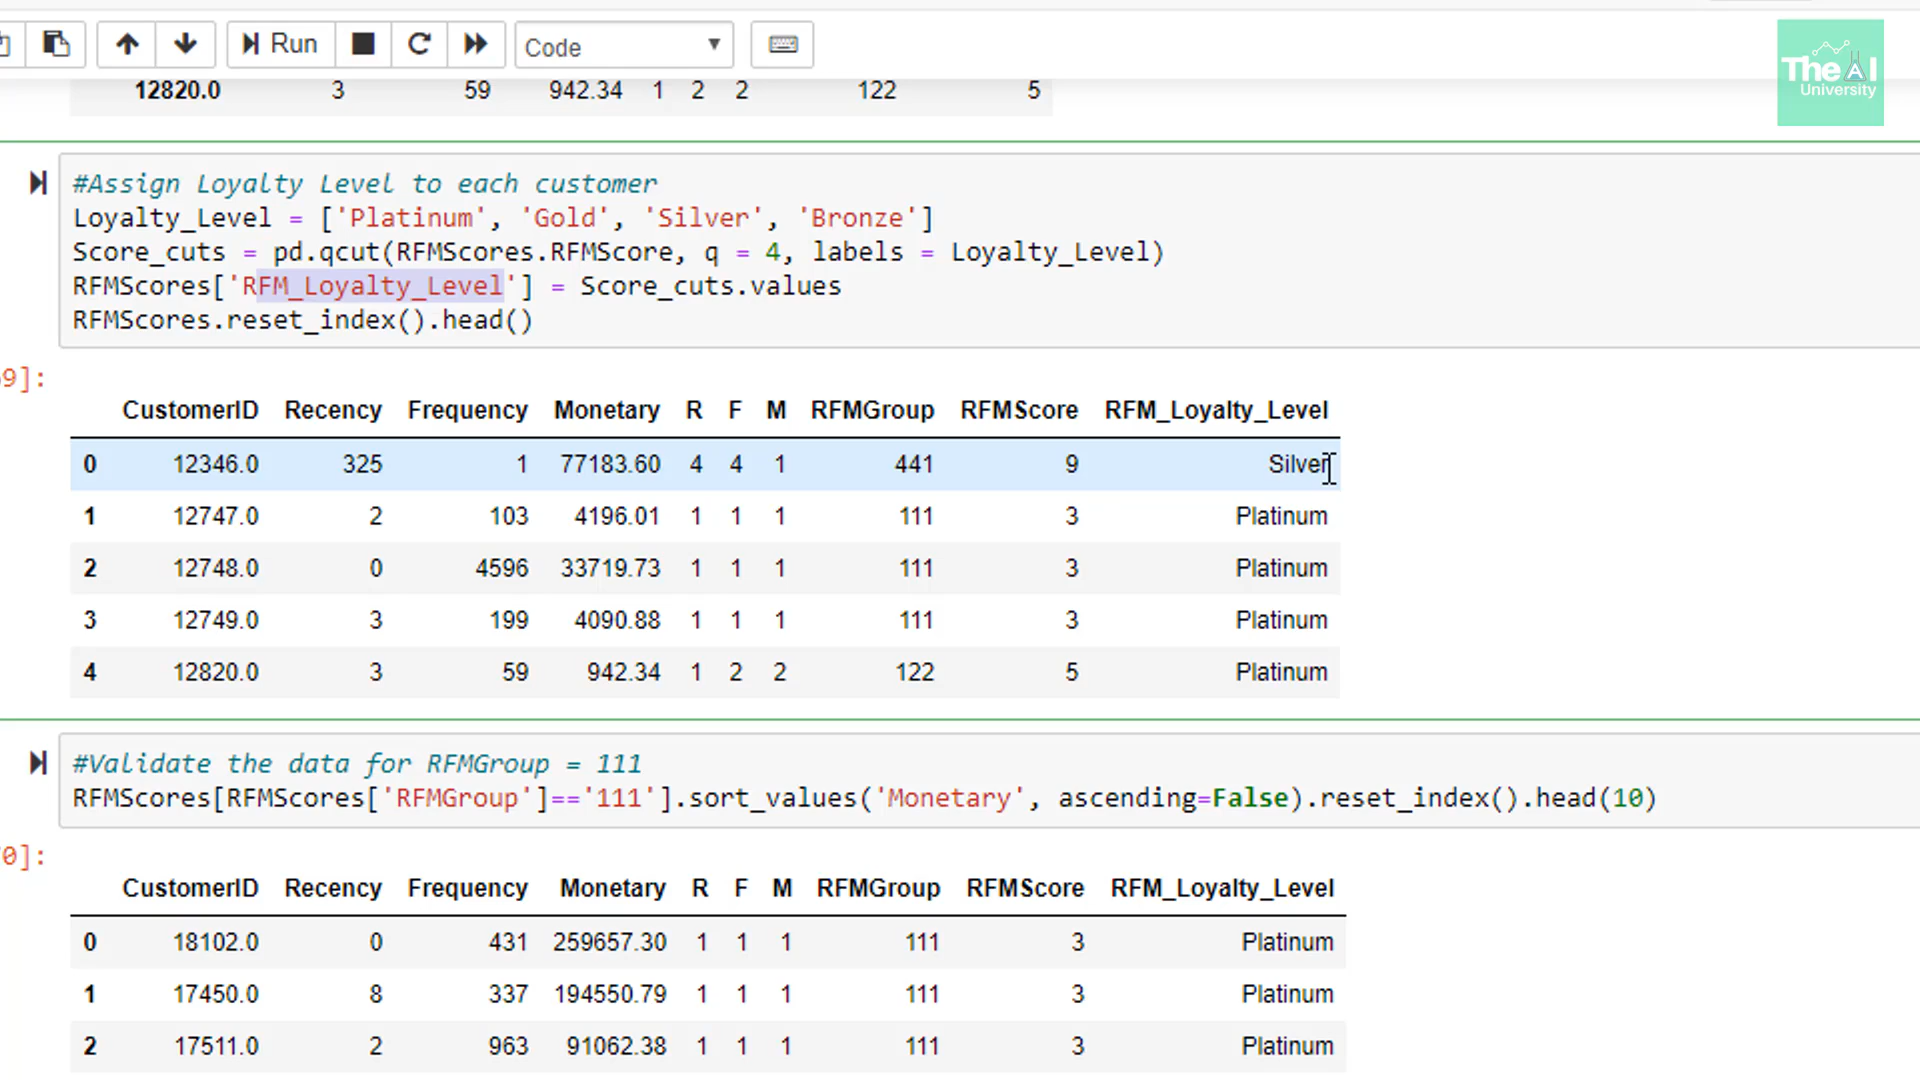 Run
Code
The AI
University
12820.0 3 59 942.34 1 2 2 122 5
#Assign Loyalty Level to each customer
Loyalty_Level = ['Platinum', 'Gold', 'Silver', 'Bronze']
Score_cuts = pd.qcut(RFMScores.RFMScore, q = 4, labels = Loyalty_Level)
RFMScores['RFM_Loyalty_Level'] = Score_cuts.values
RFMScores.reset_index().head()
9]:
CustomerID Recency Frequency Monetary R F M RFMGroup RFMScore RFM_Loyalty_Level
0 12346.0 325 1 77183.60 4 4 1 441 9 Silver
1 12747.0 2 103 4196.01 1 1 1 111 3 Platinum
2 12748.0 0 4596 33719.73 1 1 1 111 3 Platinum
3 12749.0 3 199 4090.88 1 1 1 111 3 Platinum
4 12820.0 3 59 942.34 1 2 2 122 5 Platinum
#Validate the data for RFMGroup = 111
RFMScores[RFMScores['RFMGroup']=='111'].sort_values('Monetary', ascending=False).reset_index().head(10)
0]:
CustomerID Recency Frequency Monetary R F M RFMGroup RFMScore RFM_Loyalty_Level
0 18102.0 0 431 259657.30 1 1 1 111 3 Platinum
1 17450.0 8 337 194550.79 1 1 1 111 3 Platinum
2 17511.0 2 963 91062.38 1 1 1 111 3 Platinum